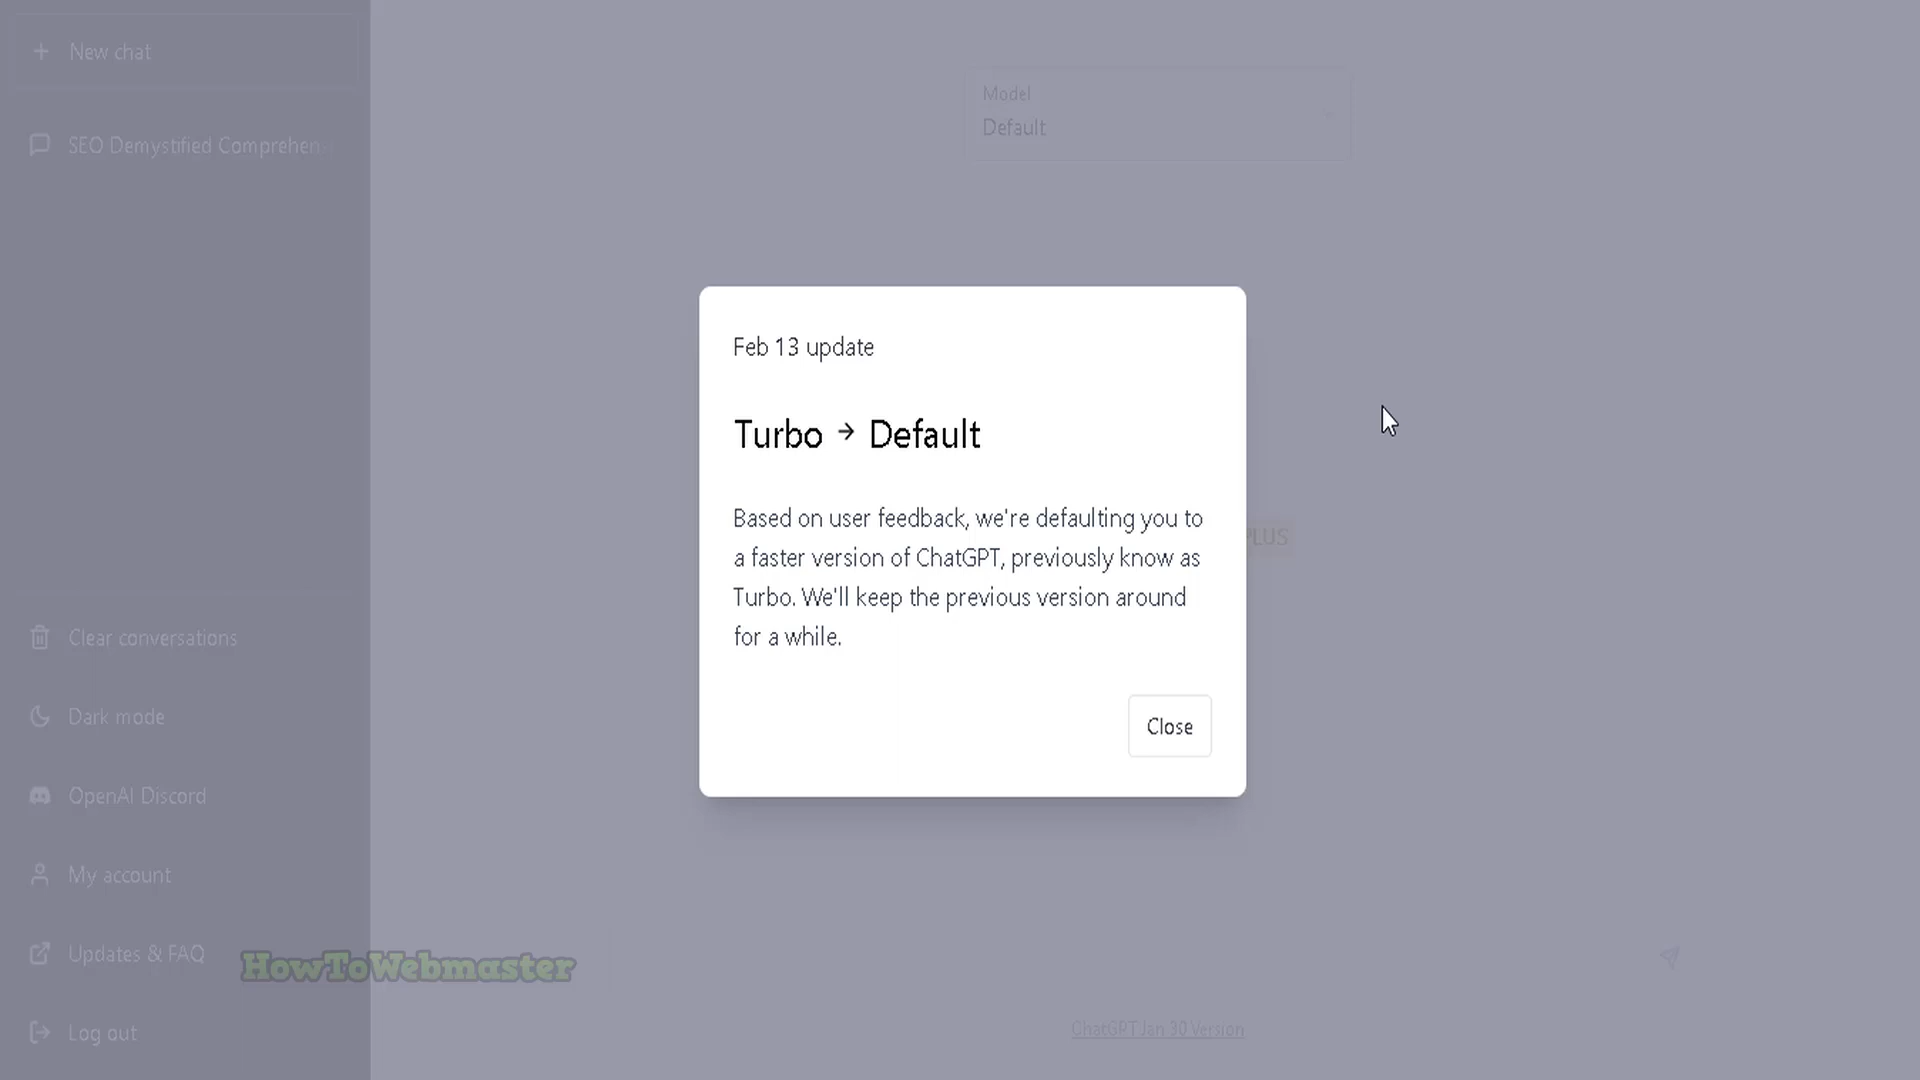 New chat
SEO Demystified Comprehens
Model
Default
Feb 13 update
Turbo → Default
Based on user feedback, we're defaulting you to
a faster version of ChatGPT, previously know as
Turbo. We'll keep the previous version around
for a while.
PLUS
Close
Clear conversations
Dark mode
OpenAI Discord
My account
Updates & FAQ
HowToWebmaster
Log out
ChatGPT Jan 30 Version